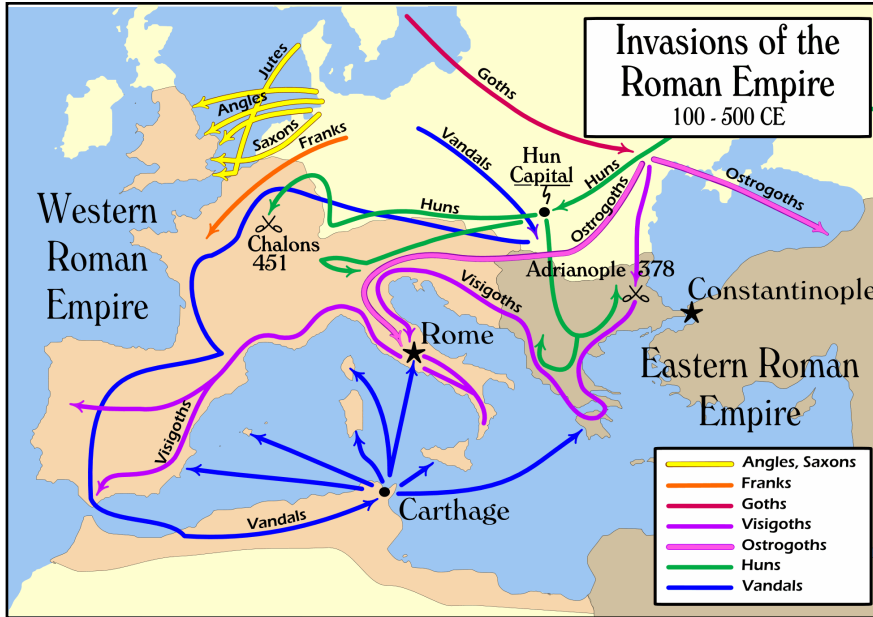 Invasions of the
Roman Empire
100 - 500 CE
Jutes
Angles
Saxons
Franks
Goths
Vandals
Hun
Capital
Huns
Ostrogoths
Ostrogoths
Huns
Western
Roman
Empire
Chalons
451
Adrianople 378
Visigoths
Constantinople
Rome
Eastern Roman
Empire
Visigoths
Carthage
Vandals
Angles, Saxons
Franks
Goths
Visigoths
Ostrogoths
Huns
Vandals